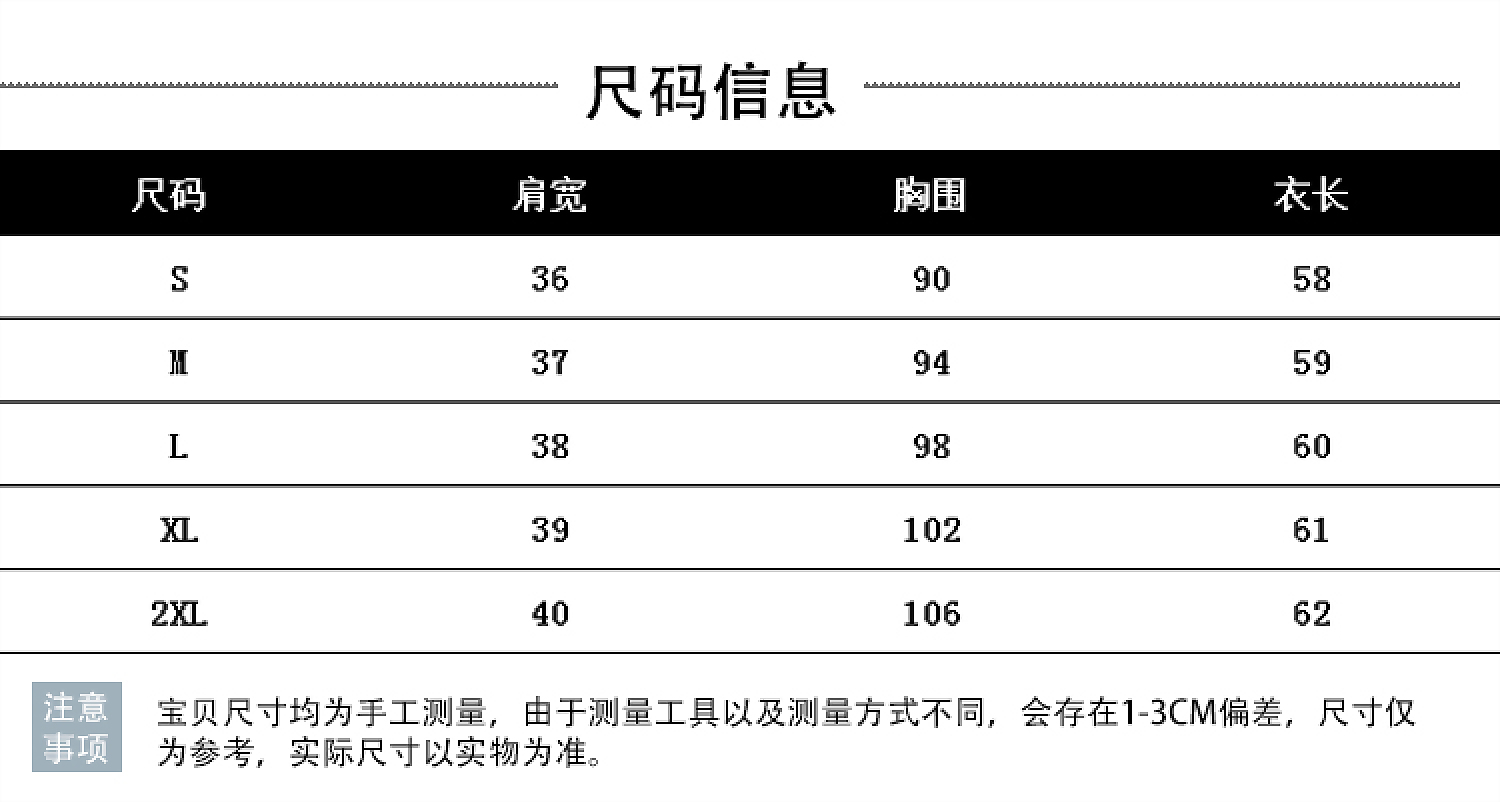 尺码信息
尺码 肩宽 胸围 衣长
S 36 90 58
M 37 94 59
L 38 98 60
XL 39 102 61
2XL 40 106 62
注意
事项
宝贝尺寸均为手工测量，由于测量工具以及测量方式不同，会存在1-3CM偏差，尺寸仅
为参考，实际尺寸以实物为准。